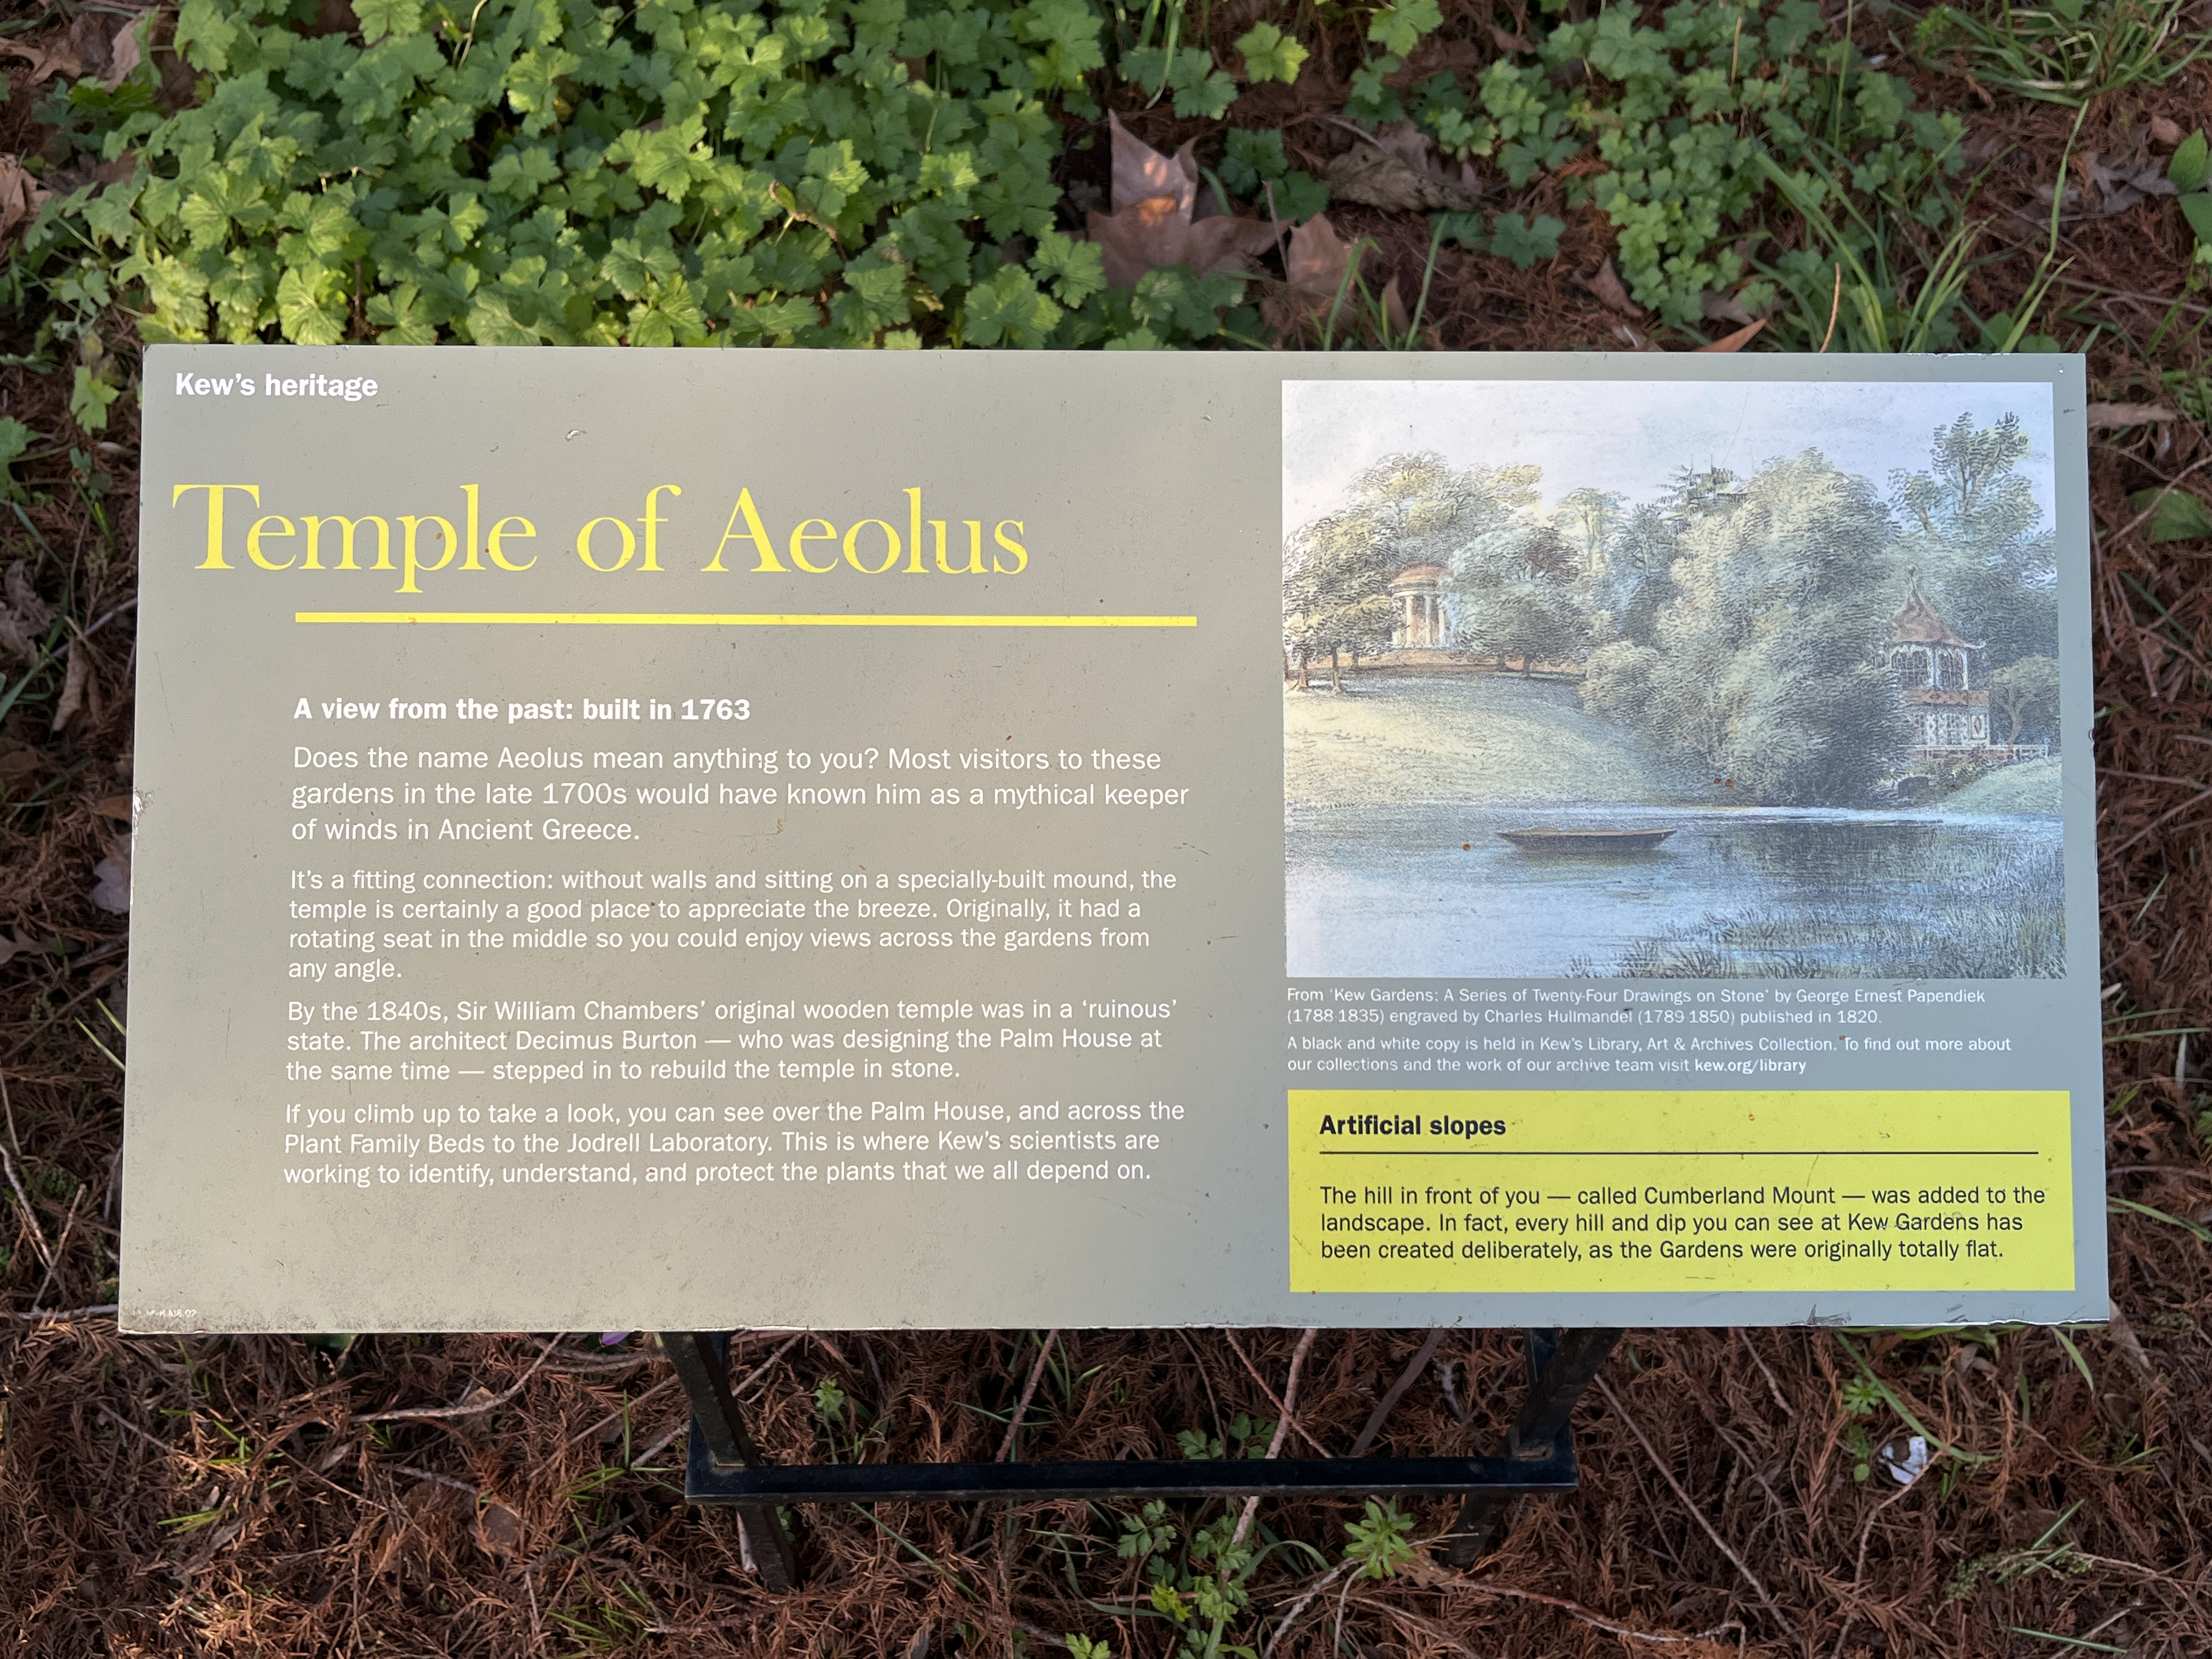 Kew's heritage
Temple of Aeolus
A view from the past: built in 1763
Does the name Aeolus mean anything to you? Most visitors to these
gardens in the late 1700s would have known him as a mythical keeper
of winds in Ancient Greece.
It's a fitting connection: without walls and sitting on a specially-built mound, the
temple is certainly a good place to appreciate the breeze. Originally, it had a
rotating seat in the middle so you could enjoy views across the gardens from
any angle.
By the 1840s, Sir William Chambers' original wooden temple was in a 'ruinous'
state. The architect Decimus Burton — who was designing the Palm House at
the same time — stepped in to rebuild the temple in stone.
If you climb up to take a look, you can see over the Palm House, and across the
Plant Family Beds to the Jodrell Laboratory. This is where Kew's scientists are
working to identify, understand, and protect the plants that we all depend on.
From 'Kew Gardens: A Series of Twenty-Four Drawings on Stone' by George Ernest Papendiek
(1788 1835) engraved by Charles Hullmandel (1789 1850) published in 1820.
A black and white copy is held in Kew's Library, Art & Archives Collection. To find out more about
our collections and the work of our archive team visit kew.org/library
Artificial slopes
The hill in front of you — called Cumberland Mount — was added to the
landscape. In fact, every hill and dip you can see at Kew Gardens has
been created deliberately, as the Gardens were originally totally flat.